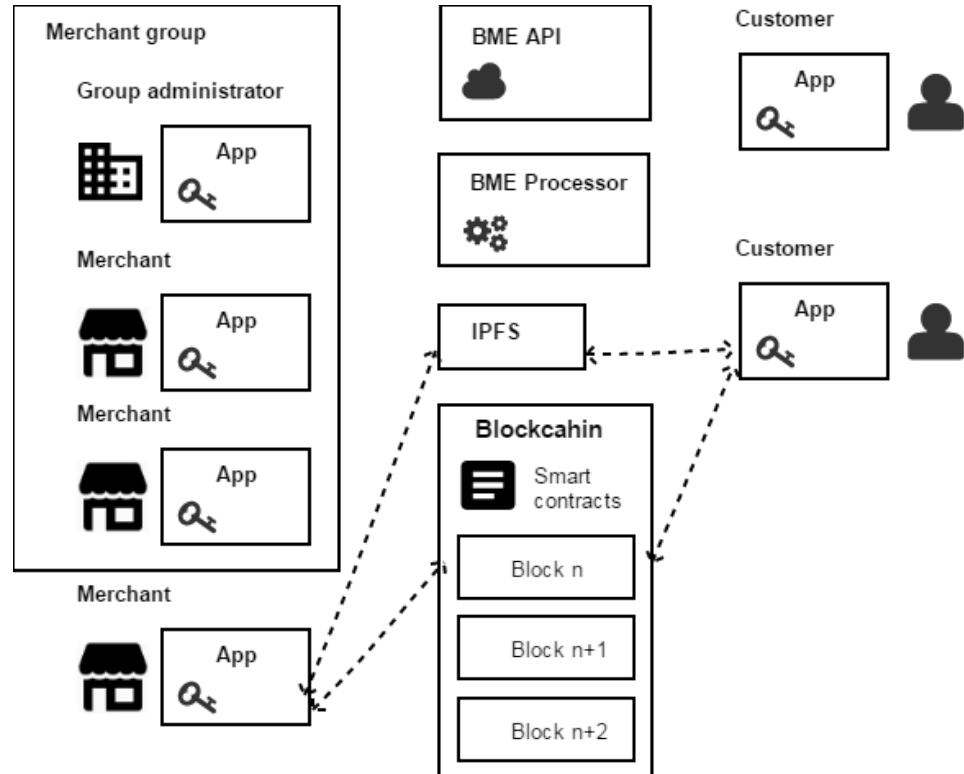 Merchant group
Group administrator
App
Merchant
App
Merchant
App
Merchant
App
BME API
BME Processor
IPFS
Blockcahin
Smart
contracts
Block n
Block n+1
Block n+2
Customer
App
Customer
App